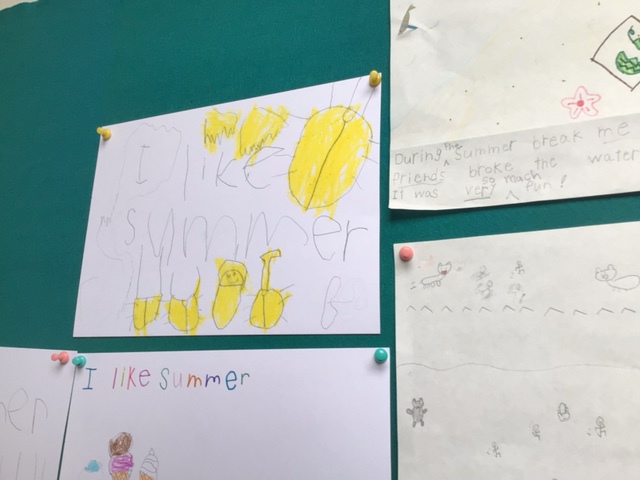 I like
summer
During the summer break me
friends broke the water
It was very so much fun!
I like summer
er